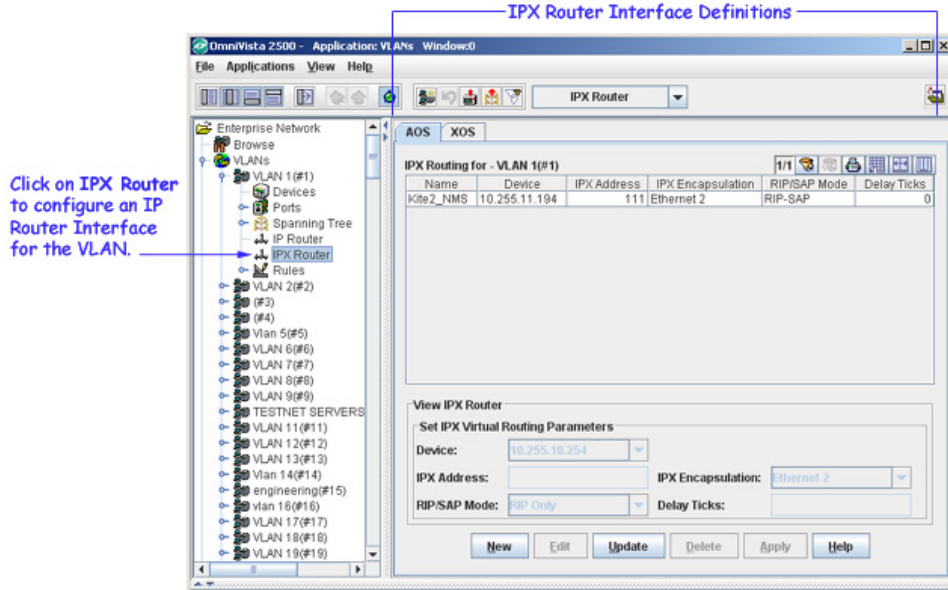 IPX Router Interface Definitions
OmniVista 2500 - Application: VLANs Window:0
File Applications View Help
IPX Router
Click on IPX Router
to configure an IP
Router Interface
for the VLAN.
Enterprise Network
Browse
VLANs
VLAN 1(#1)
Devices
Ports
Spanning Tree
IP Router
IPX Router
Rules
VLAN 2(#2)
(#3)
(#4)
Vlan 5(#5)
VLAN 6(#6)
VLAN 7(#7)
VLAN 8(#8)
VLAN 9(#9)
TESTNET SERVERS
VLAN 11(#11)
VLAN 12(#12)
VLAN 13(#13)
Vlan 14(#14)
engineering(#15)
vlan 16(#16)
VLAN 17(#17)
VLAN 18(#18)
VLAN 19(#19)
AOS XOS
IPX Routing for - VLAN 1(#1) 1/1
Name Device IPX Address IPX Encapsulation RIP/SAP Mode Delay Ticks
Kite2_NMS 10.255.11.194 111 Ethernet 2 RIP-SAP 0
View IPX Router
Set IPX Virtual Routing Parameters
Device: 10.255.10.254
IPX Address: IPX Encapsulation: Ethernet 2
RIP/SAP Mode: RIP Only Delay Ticks:
New Edit Update Delete Apply Help